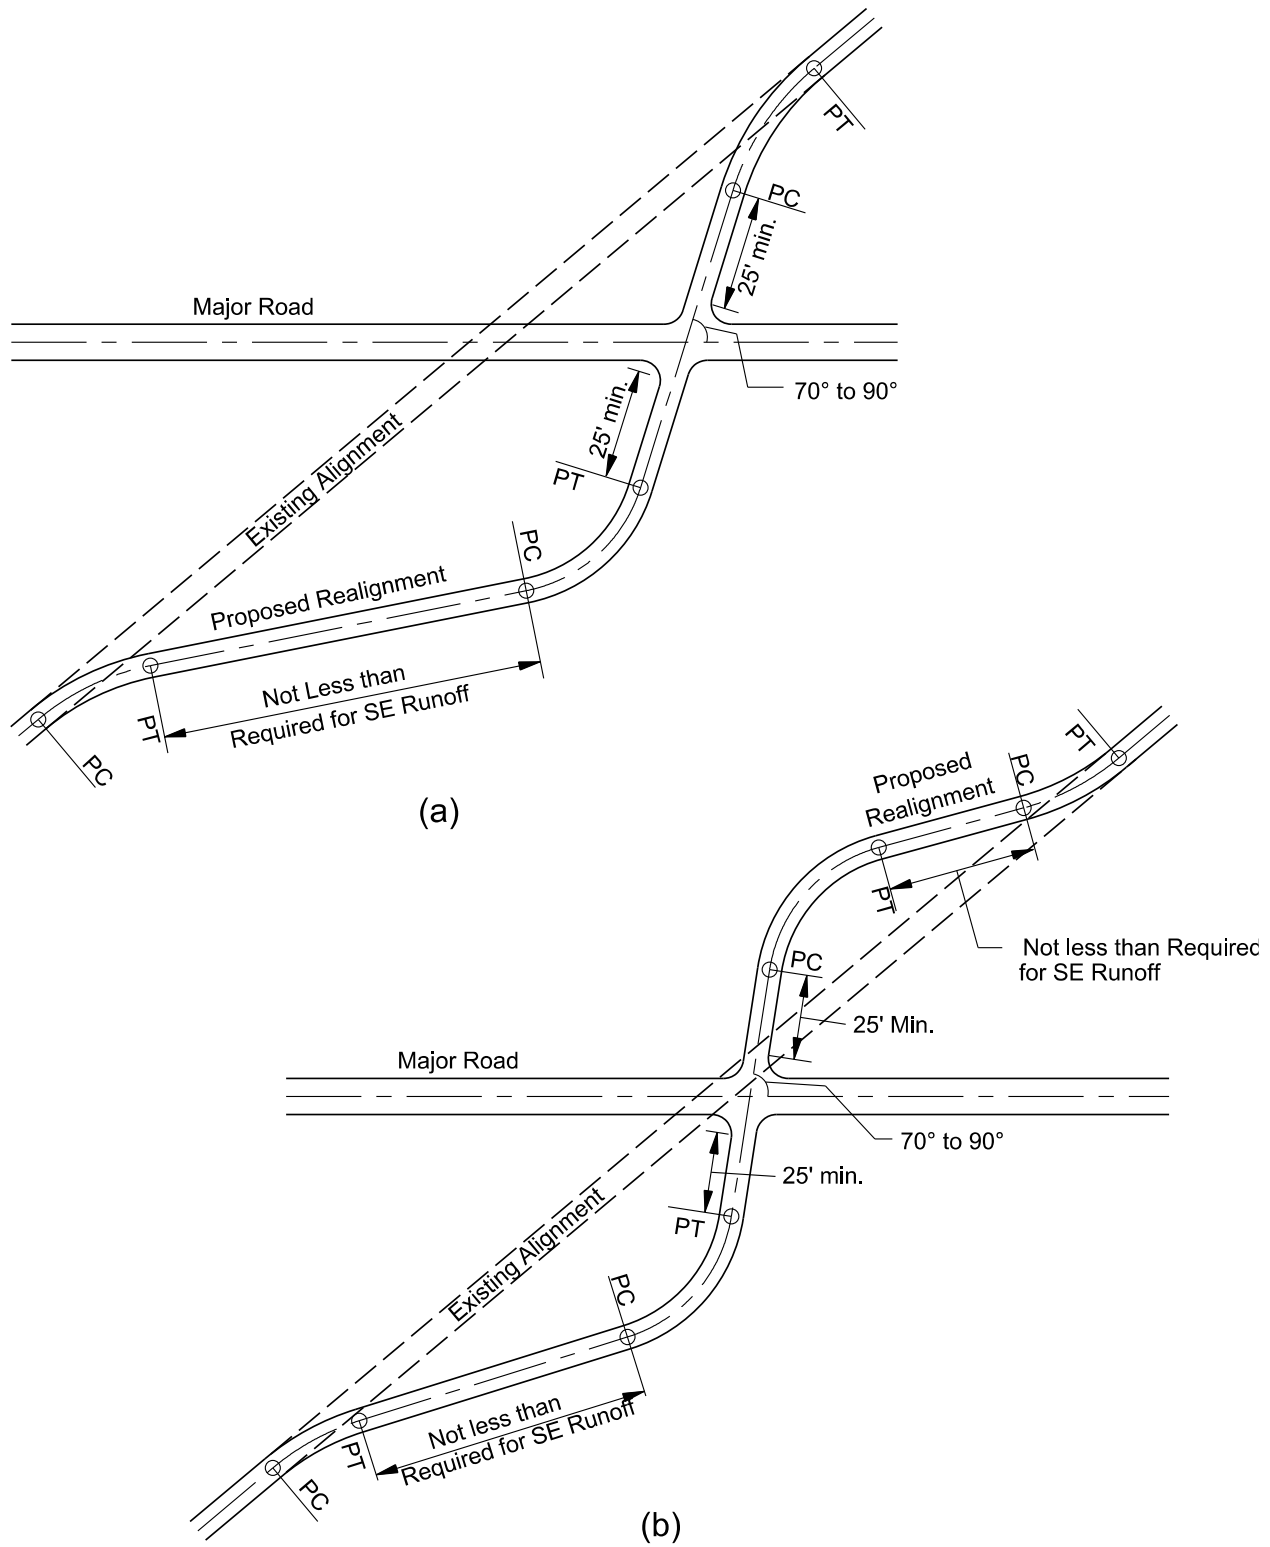 PT
PC
25' min.
Major Road
70° to 90°
25' min.
PT
Existing Alignment
PC
Proposed Realignment
Not Less than
Required for SE Runoff
PT
PC
(a)
PT
PC
Proposed
Realignment
PT
Not less than Required
for SE Runoff
PC
25' Min.
Major Road
70° to 90°
25' min.
PT
Existing Alignment
PC
Not less than
Required for SE Runoff
PT
PC
(b)